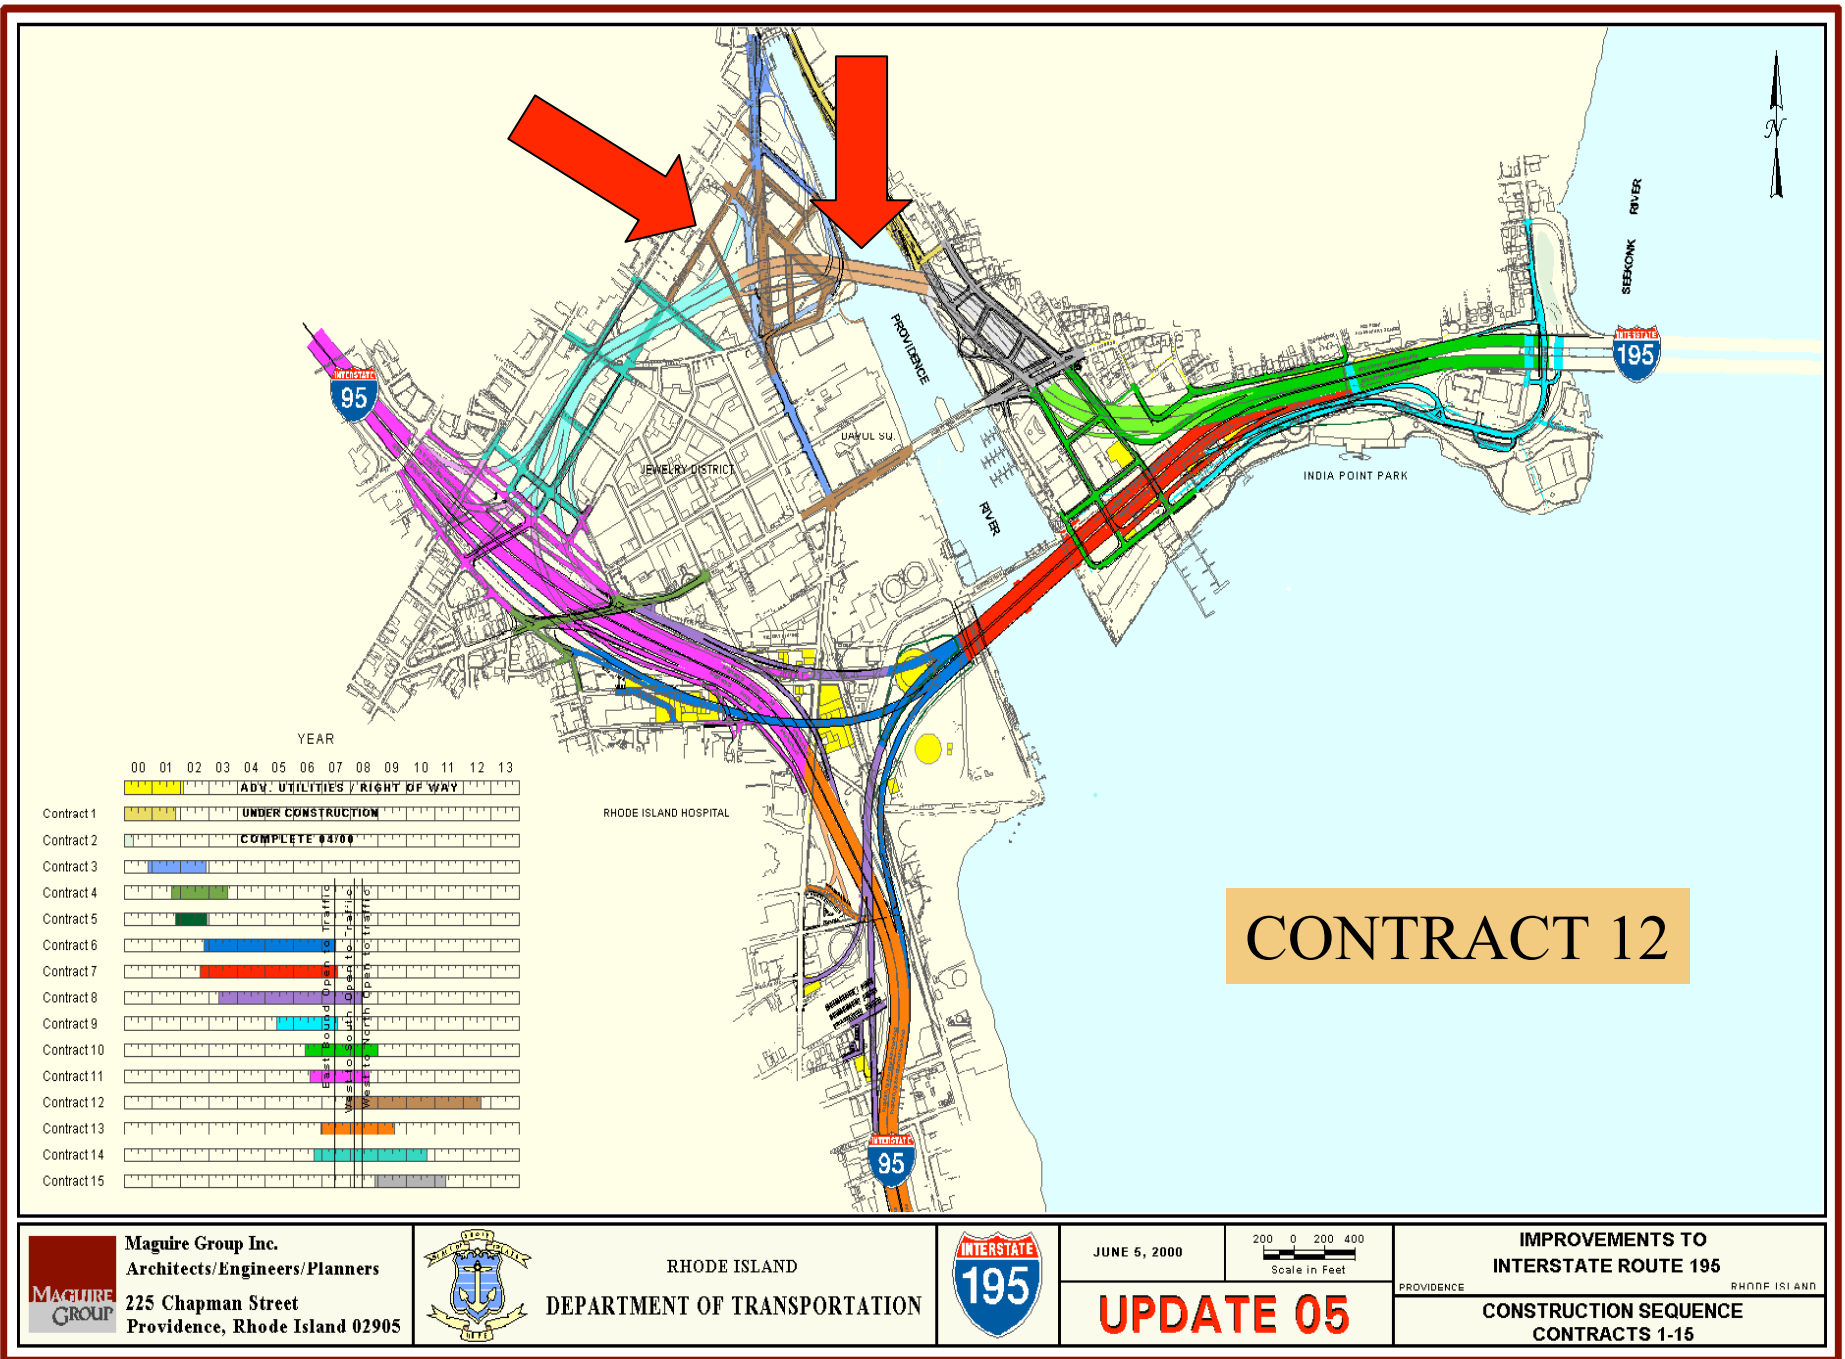 N
SEEKONK RIVER
PROVIDENCE
RIVER
INTERSTATE
195
INTERSTATE
95
DAVOL SQ.
JEWELRY DISTRICT
INDIA POINT PARK
RHODE ISLAND HOSPITAL
CONTRACT 12
INTERSTATE
95
YEAR
00 01 02 03 04 05 06 07 08 09 10 11 12 13
ADV. UTILITIES / RIGHT OF WAY
Contract 1 UNDER CONSTRUCTION
Contract 2 COMPLETE 04/00
Contract 3
Contract 4
Contract 5
Contract 6
Contract 7
Contract 8
Contract 9
Contract 10
Contract 11
Contract 12
Contract 13
Contract 14
Contract 15
East Bound Open to Traffic
West to South Open to Traffic
West to North Open to traffic
MAGUIRE
GROUP
Maguire Group Inc.
Architects/Engineers/Planners
225 Chapman Street
Providence, Rhode Island 02905
HOPE
RHODE ISLAND
DEPARTMENT OF TRANSPORTATION
INTERSTATE
195
JUNE 5, 2000
200 0 200 400
Scale in Feet
UPDATE 05
IMPROVEMENTS TO
INTERSTATE ROUTE 195
PROVIDENCE RHODE ISLAND
CONSTRUCTION SEQUENCE
CONTRACTS 1-15